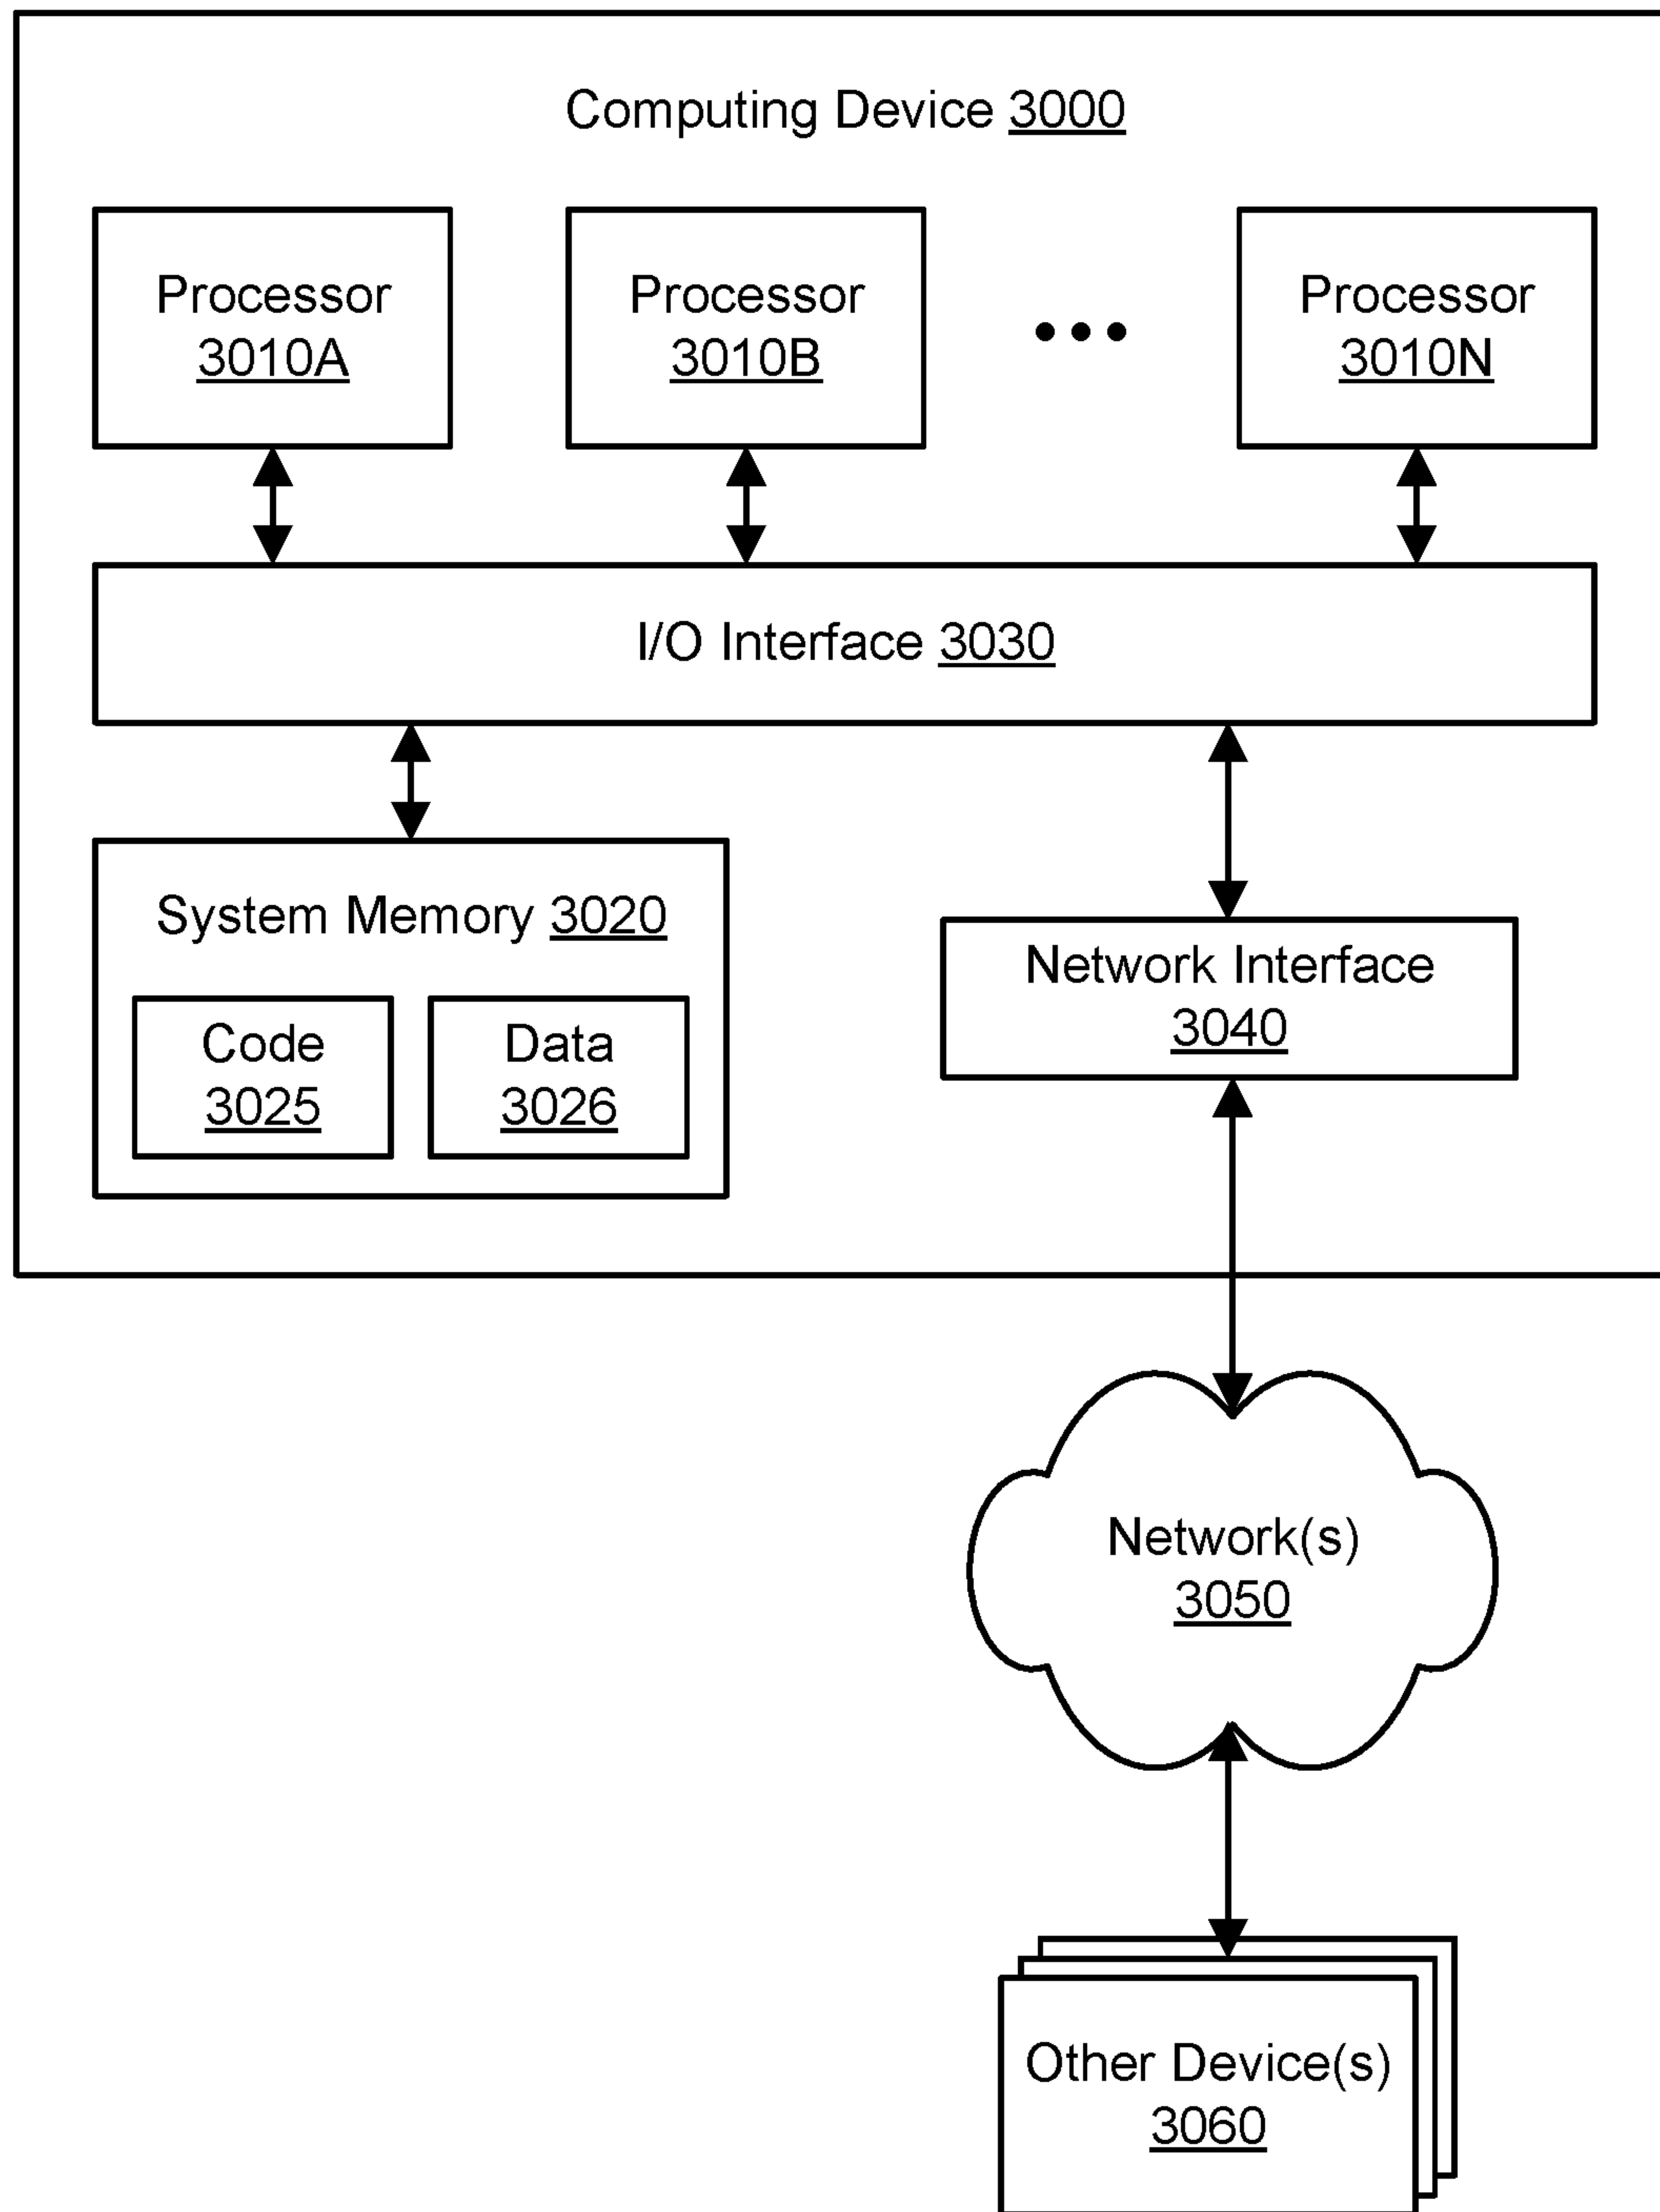 Computing Device 3000
Processor
3010A
Processor
3010B
Processor
3010N
I/O Interface 3030
System Memory 3020
Code
3025
Data
3026
Network Interface
3040
Network(s)
3050
Other Device(s)
3060